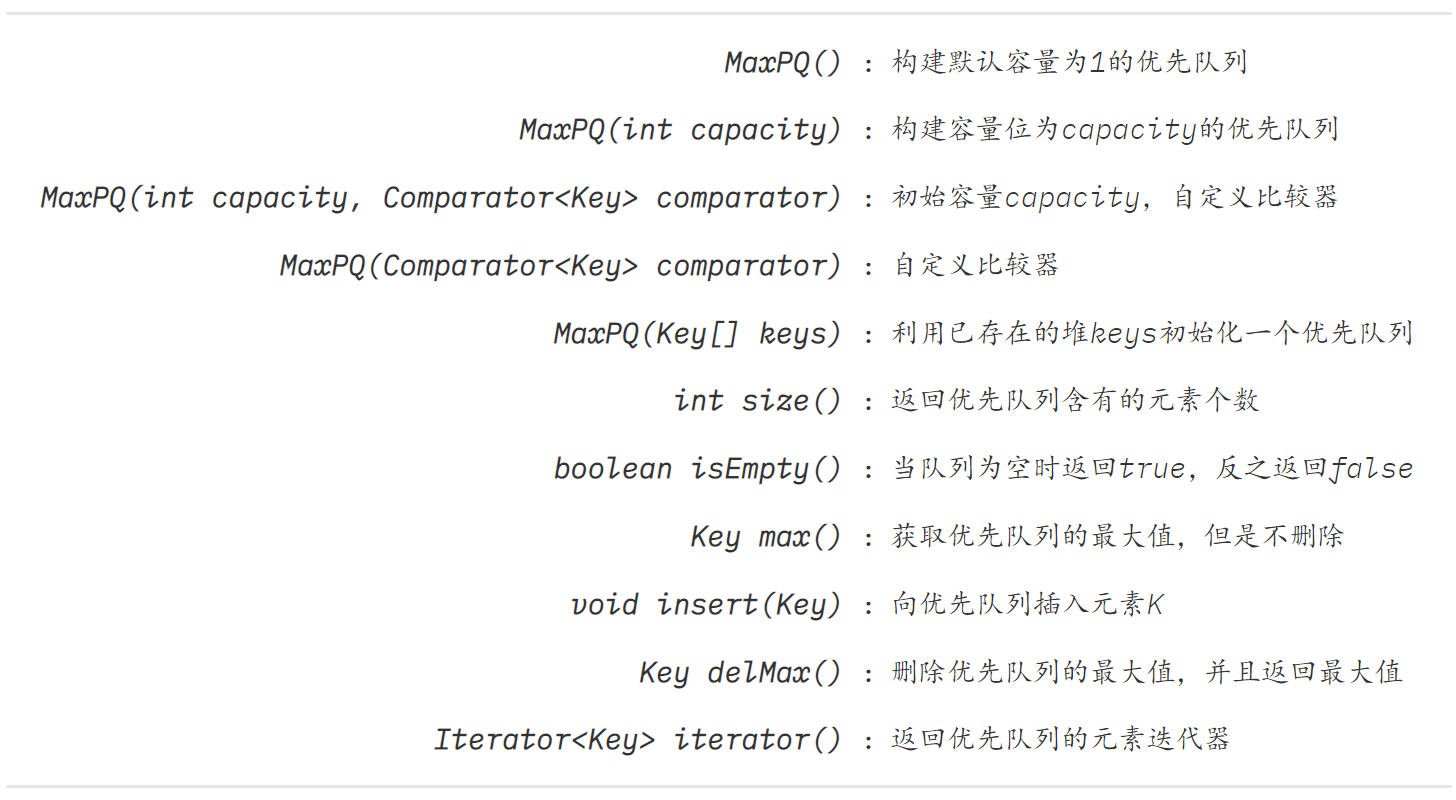 MaxPQ() : 构建默认容量为1的优先队列
MaxPQ(int capacity) : 构建容量位为capacity的优先队列
MaxPQ(int capacity, Comparator<Key> comparator) : 初始容量capacity，自定义比较器
MaxPQ(Comparator<Key> comparator) : 自定义比较器
MaxPQ(Key[] keys) : 利用已存在的堆keys初始化一个优先队列
int size() : 返回优先队列含有的元素个数
boolean isEmpty() : 当队列为空时返回true，反之返回false
Key max() : 获取优先队列的最大值，但是不删除
void insert(Key) : 向优先队列插入元素K
Key delMax() : 删除优先队列的最大值，并且返回最大值
Iterator<Key> iterator() : 返回优先队列的元素迭代器